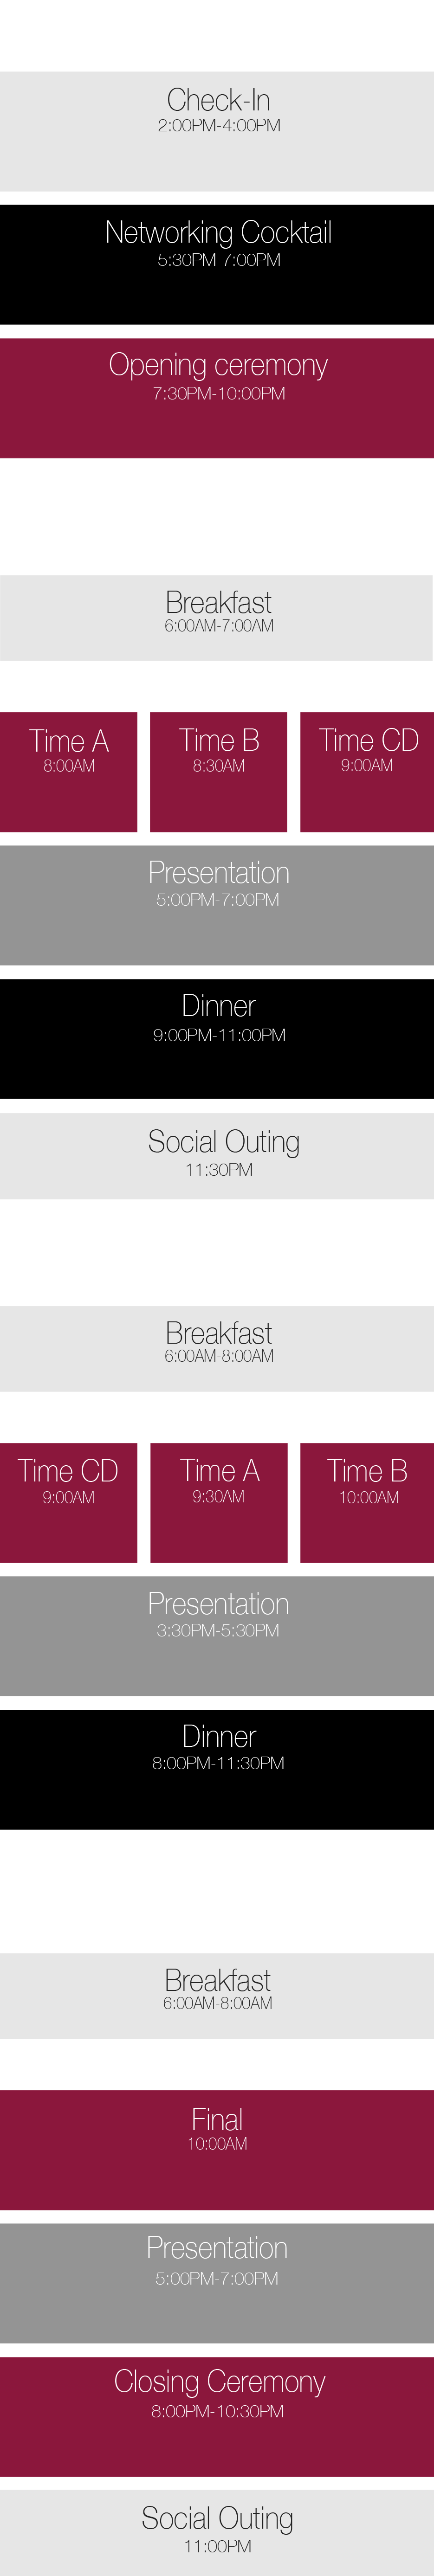 Check-In
2:00PM-4:00PM
Networking Cocktail
5:30PM-7:00PM
Opening ceremony
7:30PM-10:00PM
Breakfast
6:00AM-7:00AM
Time A
8:00AM
Time B
8:30AM
Time CD
9:00AM
Presentation
5:00PM-7:00PM
Dinner
9:00PM-11:00PM
Social Outing
11:30PM
Breakfast
6:00AM-8:00AM
Time CD
9:00AM
Time A
9:30AM
Time B
10:00AM
Presentation
3:30PM-5:30PM
Dinner
8:00PM-11:30PM
Breakfast
6:00AM-8:00AM
Final
10:00AM
Presentation
5:00PM-7:00PM
Closing Ceremony
8:00PM-10:30PM
Social Outing
11:00PM